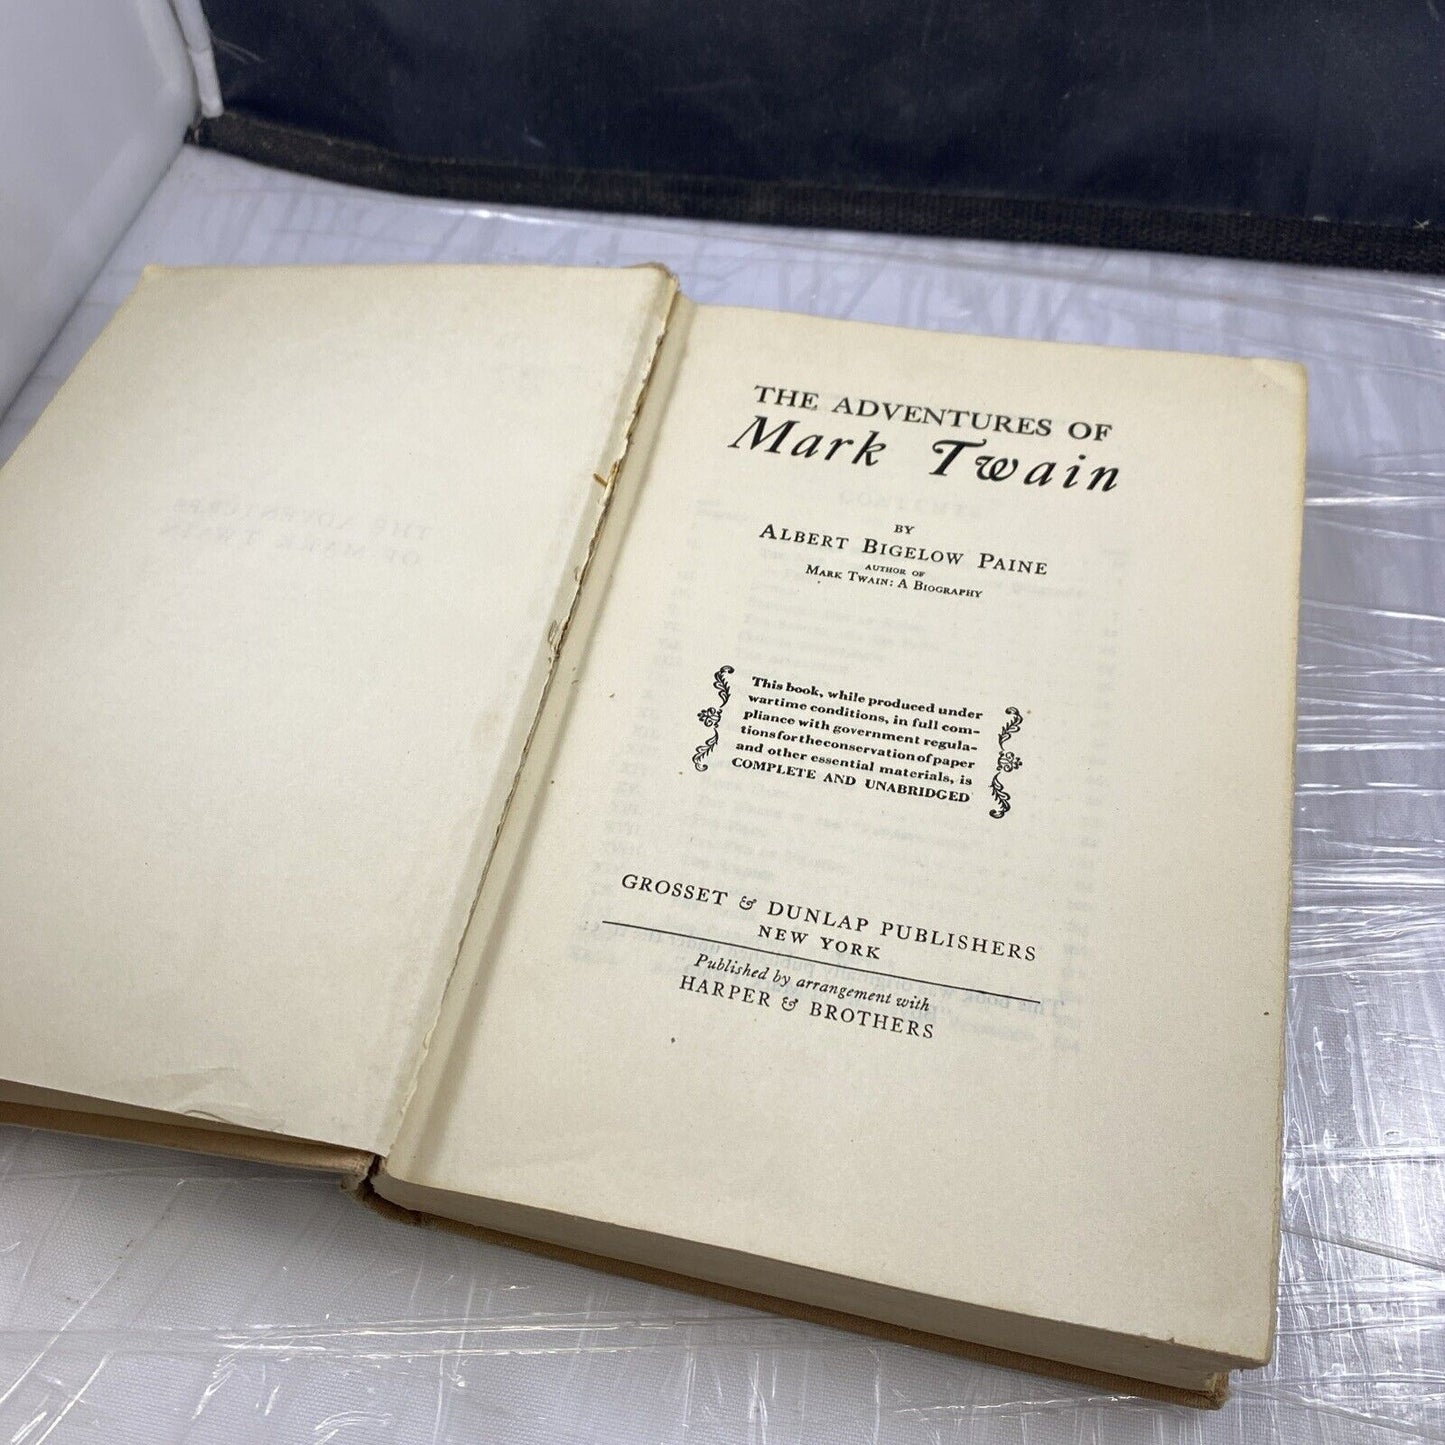 THE ADVENTURES OF
Mark Twain
BY
ALBERT BIGELOW PAINE
AUTHOR OF
MARK TWAIN: A BIOGRAPHY
This book, while produced under
wartime conditions, in full com-
pliance with government regula-
tions for the conservation of paper
and other essential materials, is
COMPLETE AND UNABRIDGED
GROSSET & DUNLAP PUBLISHERS
NEW YORK
Published by arrangement with
HARPER & BROTHERS